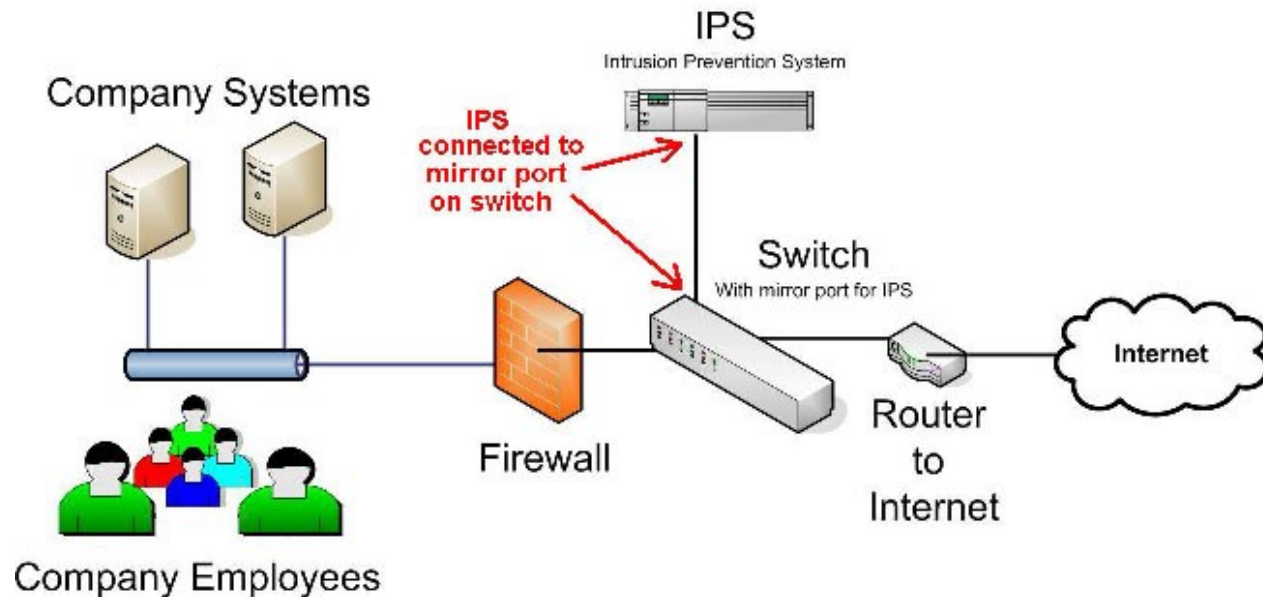 IPS
Intrusion Prevention System
Company Systems
IPS
connected to
mirror port
on switch
Switch
With mirror port for IPS
Internet
Firewall
Router
to
Internet
Company Employees